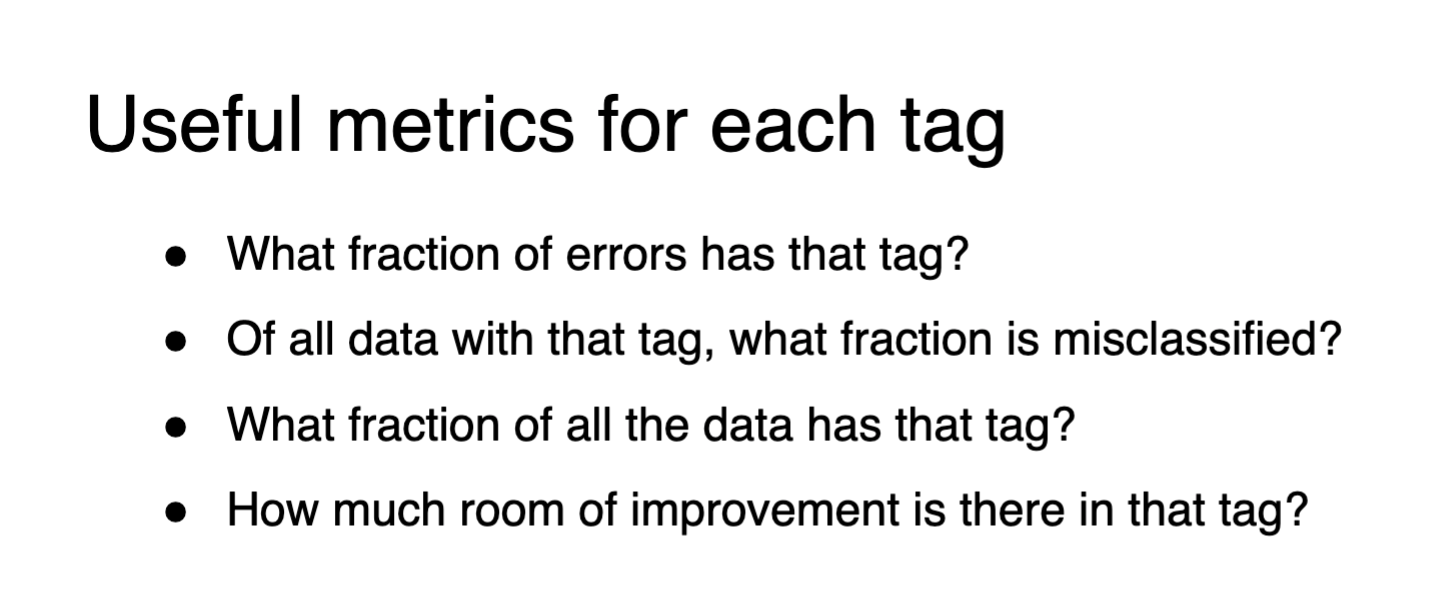 Useful metrics for each tag
● What fraction of errors has that tag?
● Of all data with that tag, what fraction is misclassified?
● What fraction of all the data has that tag?
● How much room of improvement is there in that tag?